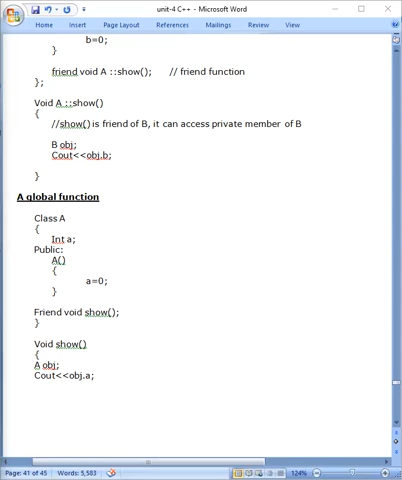 unit-4 C++ - Microsoft Word
Home Insert Page Layout References Mailings Review View
b=0;
}
friend void A ::show(); // friend function
};
Void A ::show()
{
//show() is friend of B, it can access private member of B
B obj;
Cout<<obj.b;
}
A global function
Class A
{
Int a;
Public:
A()
{
a=0;
}
Friend void show();
}
Void show()
{
A obj;
Cout<<obj.a;
Page: 41 of 45 Words: 5,583 124%